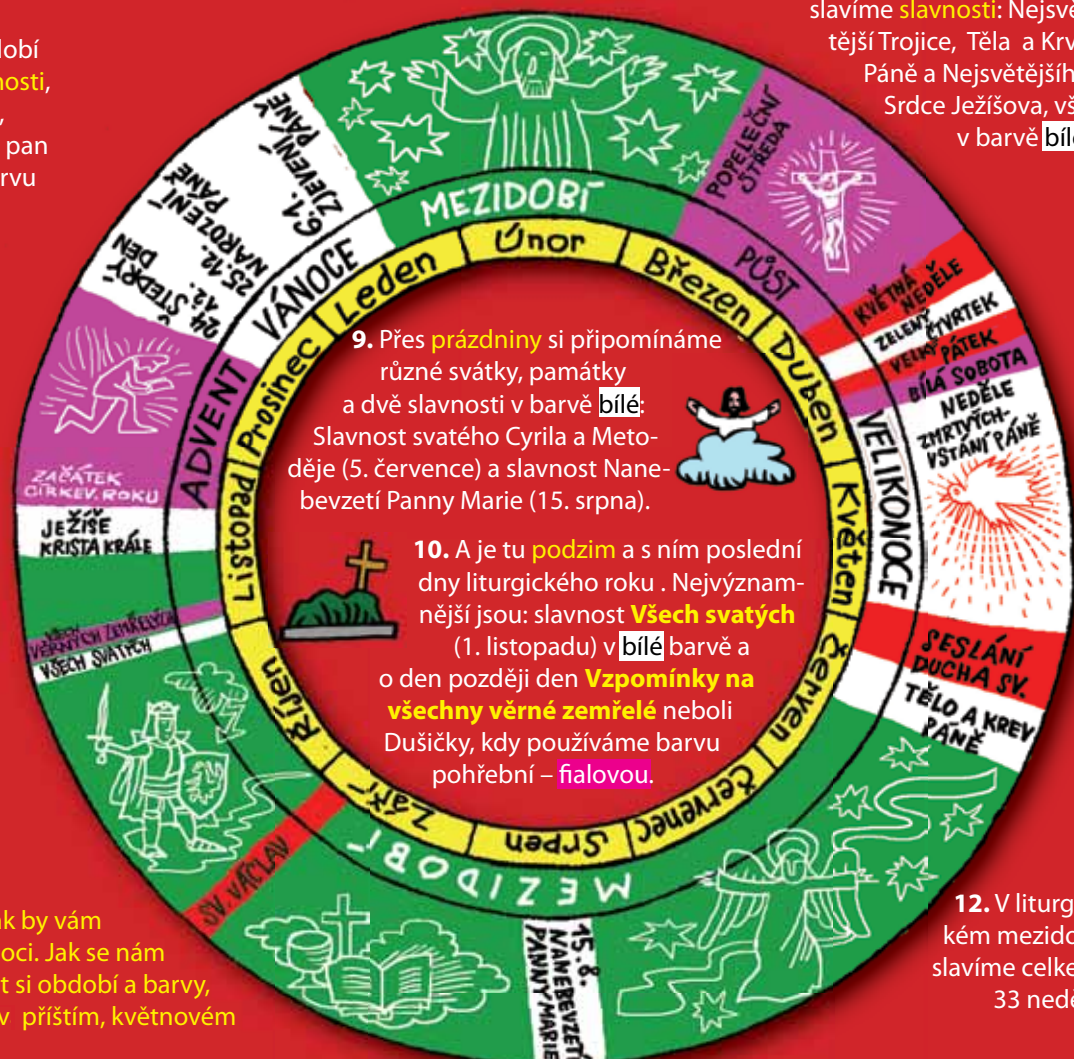 dobí
nosti,
,
pan
rvu
slavíme slavnosti: Nejsvě
tější Trojice, Těla a Krv
Páně a Nejsvětějšíh
Srdce Ježíšova, vš
v barvě bíl
MEZIDOBÍ
POPELEČNÍ
STŘEDA
PŮST
KVĚTNÁ
NEDĚLE
ZELENÝ ČTVRTEK
VELKÝ PÁTEK
BÍLÁ SOBOTA
NEDĚLE
ZMRTVÝCH-
VSTÁNÍ PÁNĚ
VELIKONOCE
SESLÁNÍ
DUCHA SV.
TĚLO A KREV
PÁNĚ
MEZIDOBÍ
15. 8.
NANEBEVZETÍ
PANNY MARIE
SV. VÁCLAV
VŠECH SVATÝCH
VĚRNÝCH ZEMŘELÝCH
JEŽÍŠE
KRISTA KRÁLE
ZAČÁTEK
CÍRKEV. ROKU
ADVENT
24. 12.
ŠTĚDRÝ
DEN
25.12.
NAROZENÍ
PÁNĚ
6.1.
ZJEVENÍ
PÁNĚ
VÁNOCE
Leden
Únor
Březen
Duben
Květen
Červen
Červenec
Srpen
Září
Říjen
Listopad
Prosinec
9. Přes prázdniny si připomínáme
různé svátky, památky
a dvě slavnosti v barvě bílé:
Slavnost svatého Cyrila a Meto-
děje (5. července) a slavnost Nane-
bevzetí Panny Marie (15. srpna).
10. A je tu podzim a s ním poslední
dny liturgického roku . Nejvýznam-
nější jsou: slavnost Všech svatých
(1. listopadu) v bílé barvě a
o den později den Vzpomínky na
všechny věrné zemřelé neboli
Dušičky, kdy používáme barvu
pohřební – fialovou.
ak by vám
oci. Jak se nám
t si období a barvy,
v příštím, květnovém
12. V liturg
kém mezido
slavíme celke
33 nedě